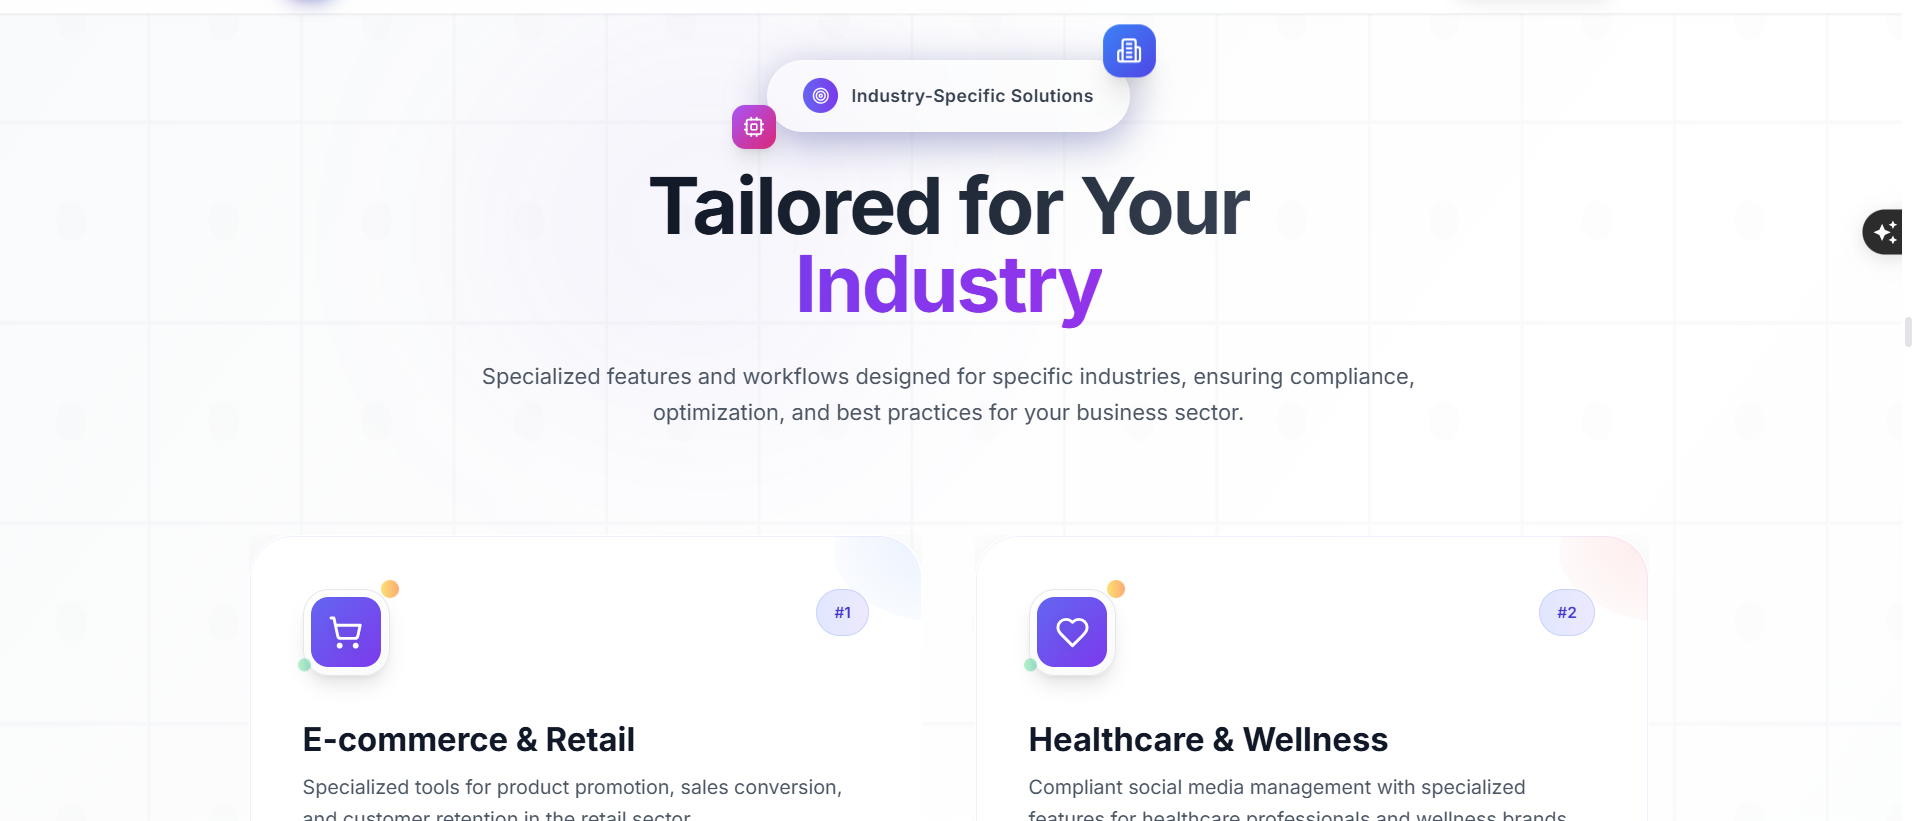 Industry-Specific Solutions
Tailored for Your
Industry
Specialized features and workflows designed for specific industries, ensuring compliance,
optimization, and best practices for your business sector.
#1
E-commerce & Retail
Specialized tools for product promotion, sales conversion,
and customer retention in the retail sector.
#2
Healthcare & Wellness
Compliant social media management with specialized
features for healthcare professionals and wellness brands.